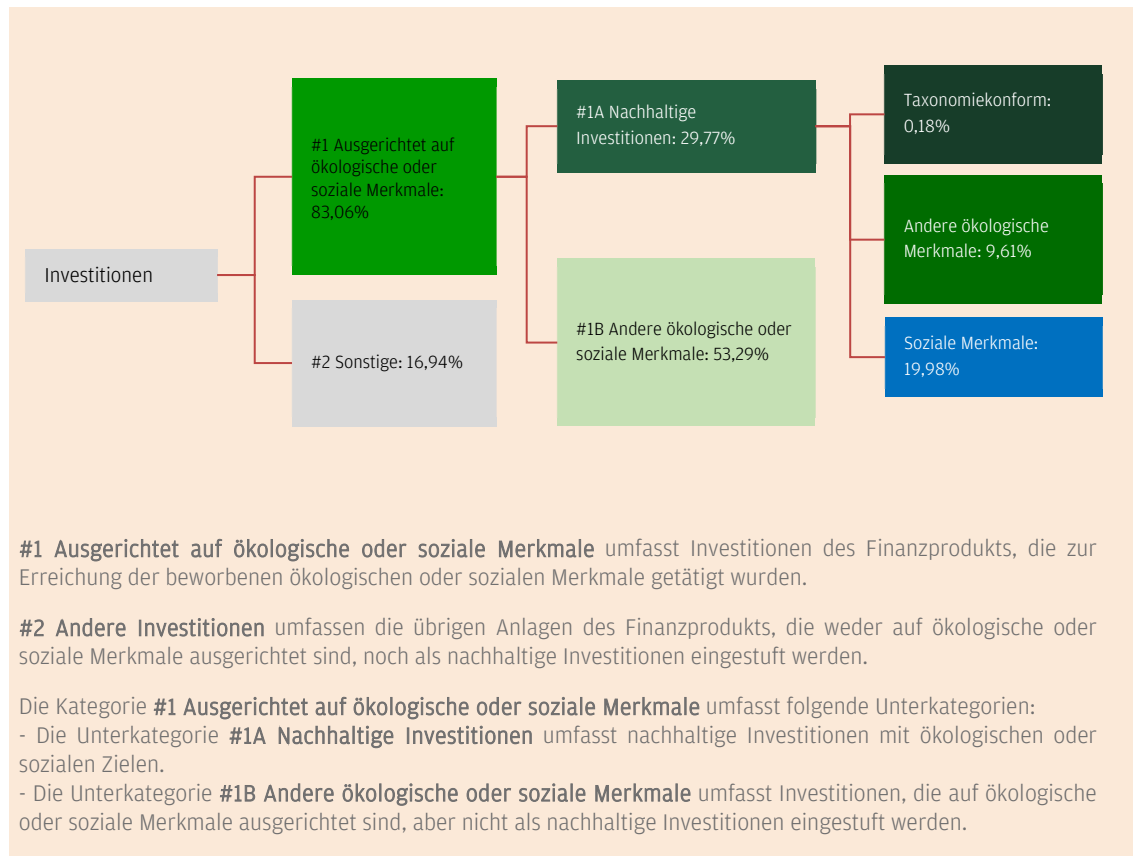 Investitionen
#1 Ausgerichtet auf
ökologische oder
soziale Merkmale:
83,06%
#2 Sonstige: 16,94%
#1A Nachhaltige
Investitionen: 29,77%
#1B Andere ökologische oder
soziale Merkmale: 53,29%
Taxonomiekonform:
0,18%
Andere ökologische
Merkmale: 9,61%
Soziale Merkmale:
19,98%
#1 Ausgerichtet auf ökologische oder soziale Merkmale umfasst Investitionen des Finanzprodukts, die zur
Erreichung der beworbenen ökologischen oder sozialen Merkmale getätigt wurden.
#2 Andere Investitionen umfassen die übrigen Anlagen des Finanzprodukts, die weder auf ökologische oder
soziale Merkmale ausgerichtet sind, noch als nachhaltige Investitionen eingestuft werden.
Die Kategorie #1 Ausgerichtet auf ökologische oder soziale Merkmale umfasst folgende Unterkategorien:
- Die Unterkategorie #1A Nachhaltige Investitionen umfasst nachhaltige Investitionen mit ökologischen oder
sozialen Zielen.
- Die Unterkategorie #1B Andere ökologische oder soziale Merkmale umfasst Investitionen, die auf ökologische
oder soziale Merkmale ausgerichtet sind, aber nicht als nachhaltige Investitionen eingestuft werden.